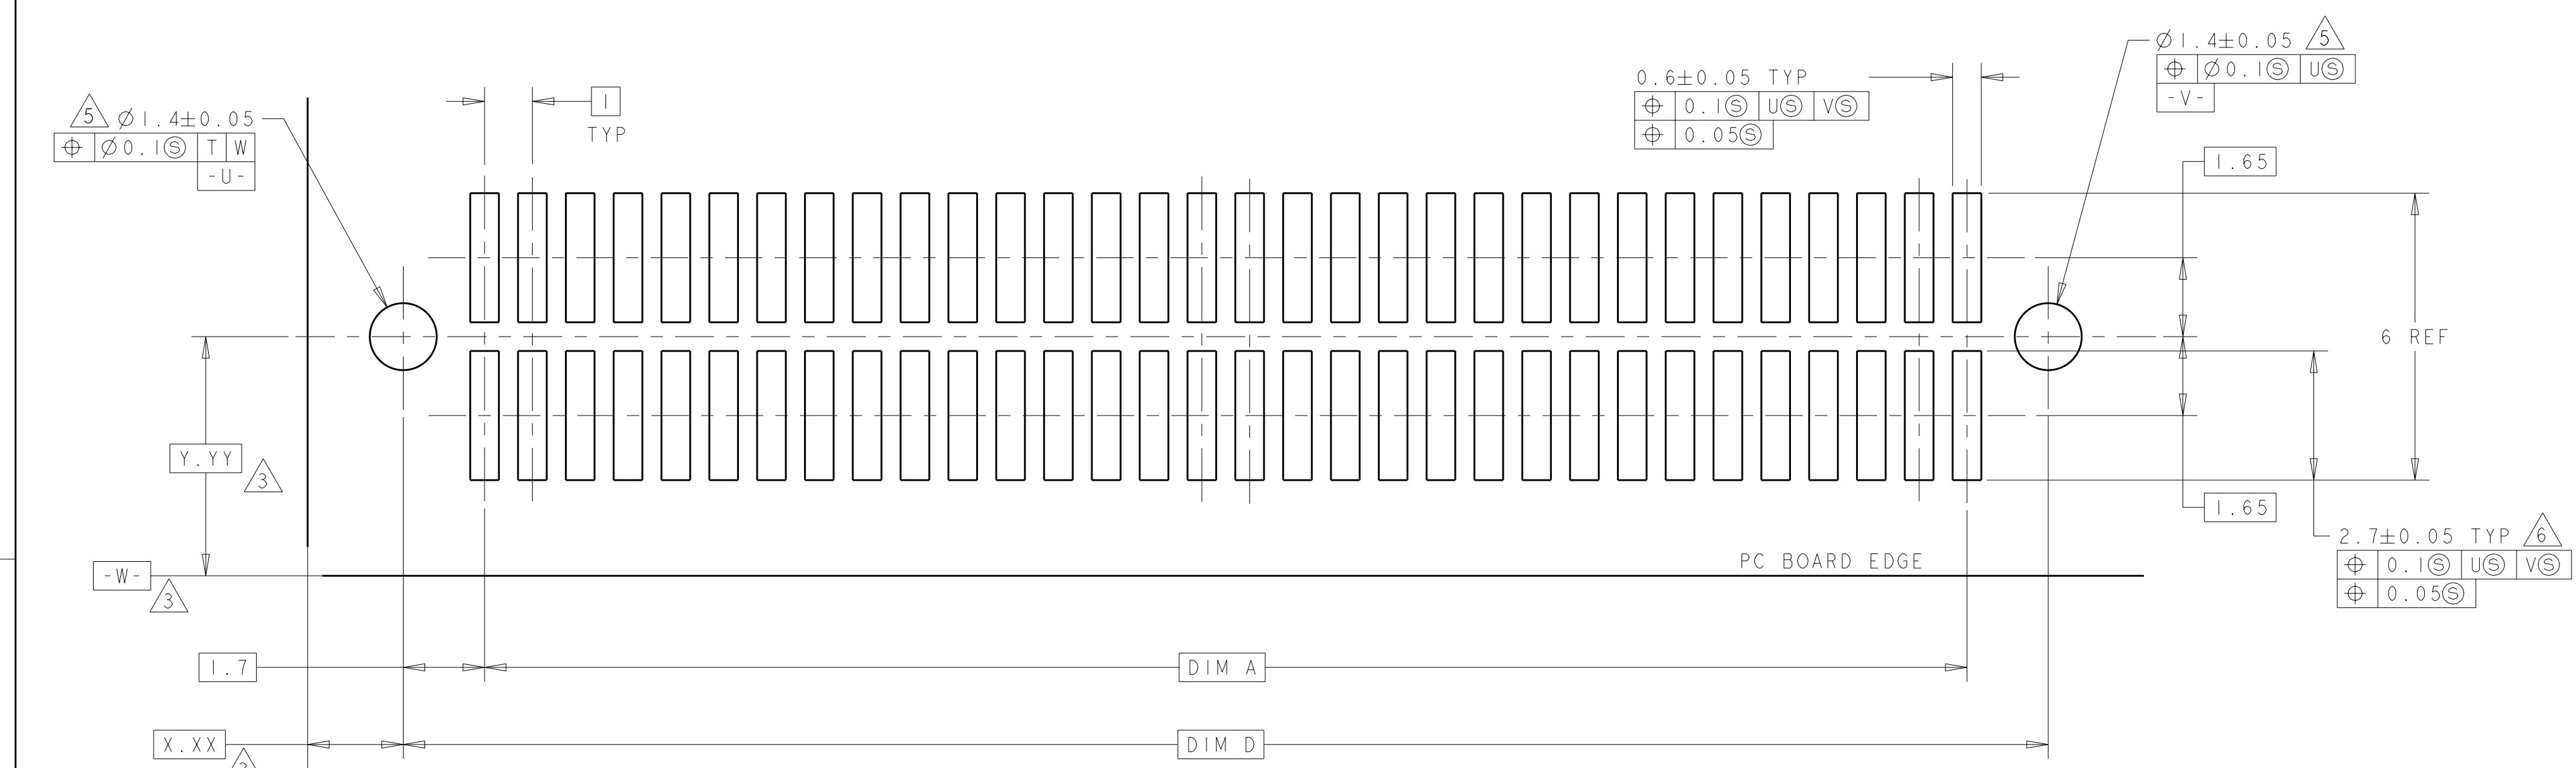 5 Ø1.4±0.05
⌖ Ø0.1Ⓢ T W
-U-
1
TYP
0.6±0.05 TYP
⌖ 0.1Ⓢ UⓈ VⓈ
⌖ 0.05Ⓢ
Ø1.4±0.05 5
⌖ Ø0.1Ⓢ UⓈ
-V-
1.65
6 REF
Y.YY 3
1.65
2.7±0.05 TYP 6
⌖ 0.1Ⓢ UⓈ VⓈ
⌖ 0.05Ⓢ
PC BOARD EDGE
-W- 3
1.7
DIM A
X.XX
DIM D